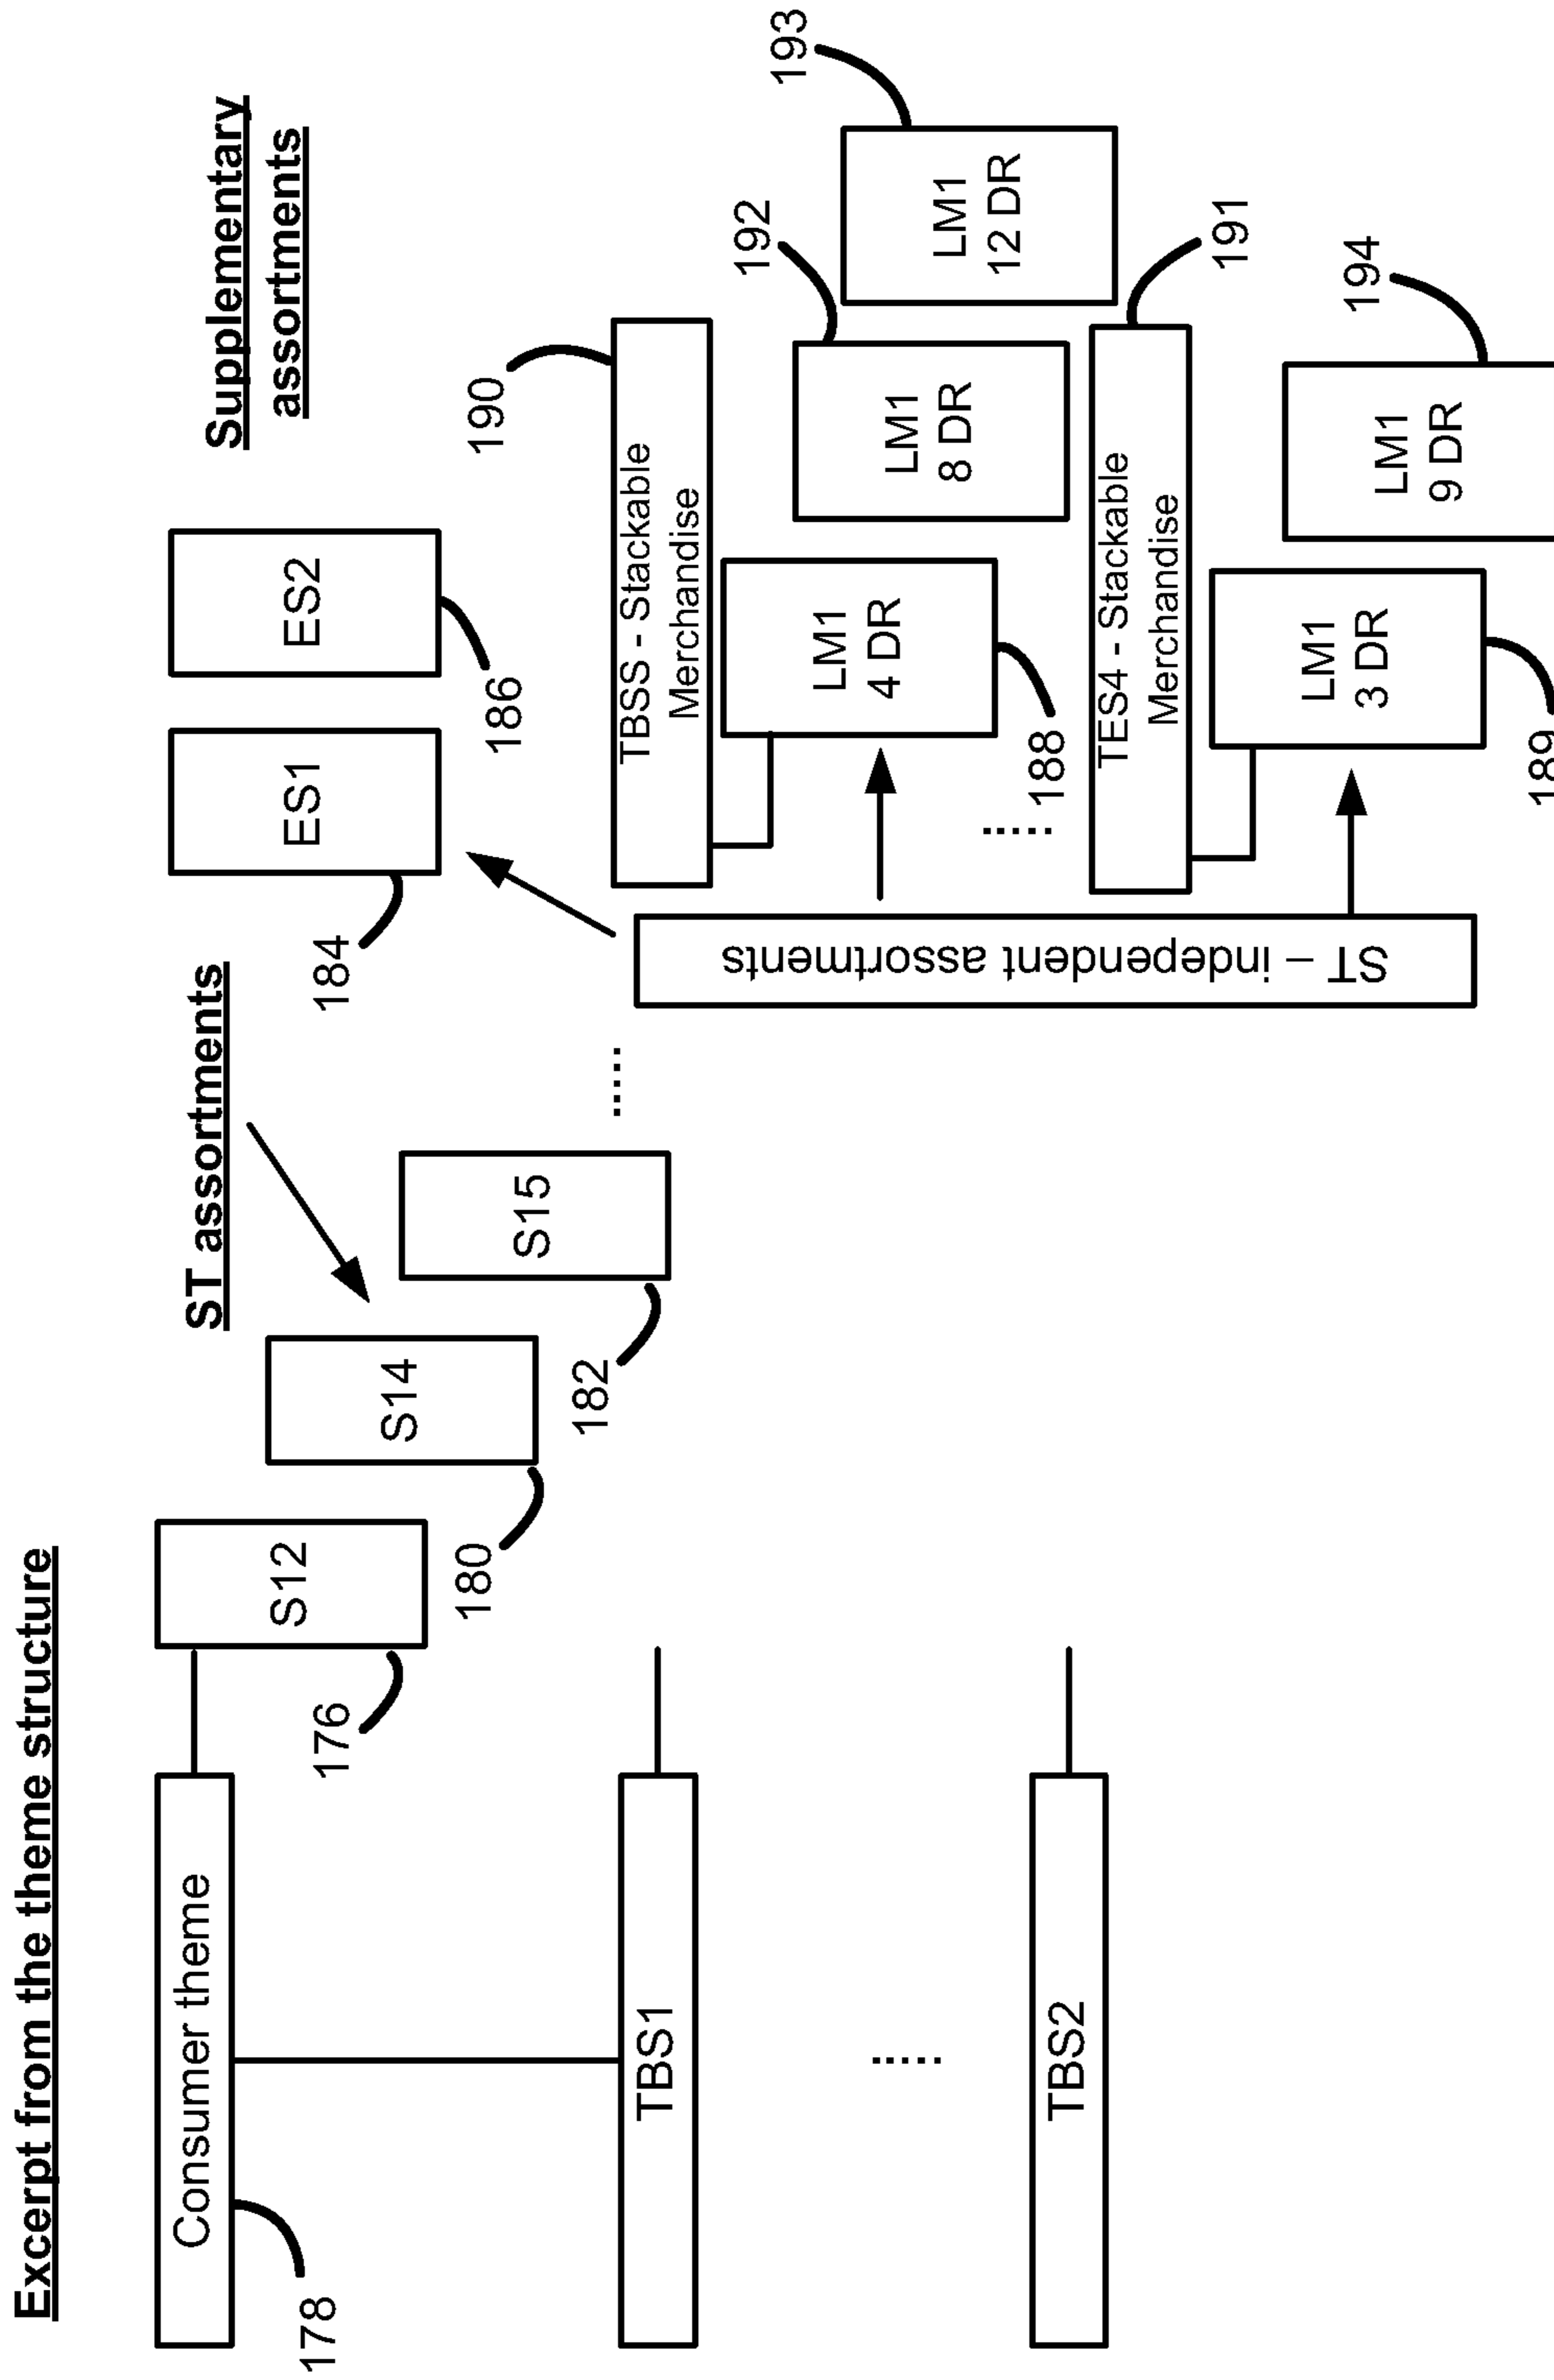 Excerpt from the theme structure
ST assortments
Supplementary
assortments
Consumer theme
178
S12
176
S14
180
S15
182
.....
ES1
184
ES2
186
TBS1
.....
TBS2
ST – independent assortments
TBSS - Stackable
Merchandise
190
LM1
4 DR
188
LM1
8 DR
192
LM1
12 DR
193
.....
TES4 - Stackable
Merchandise
191
LM1
3 DR
189
LM1
9 DR
194